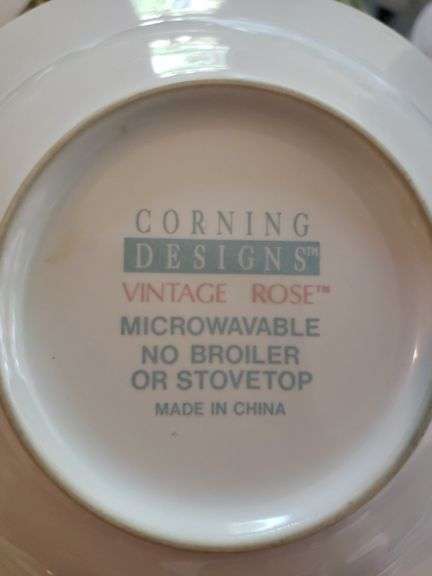 CORNING
DESIGNS™
VINTAGE ROSE™
MICROWAVABLE
NO BROILER
OR STOVETOP
MADE IN CHINA